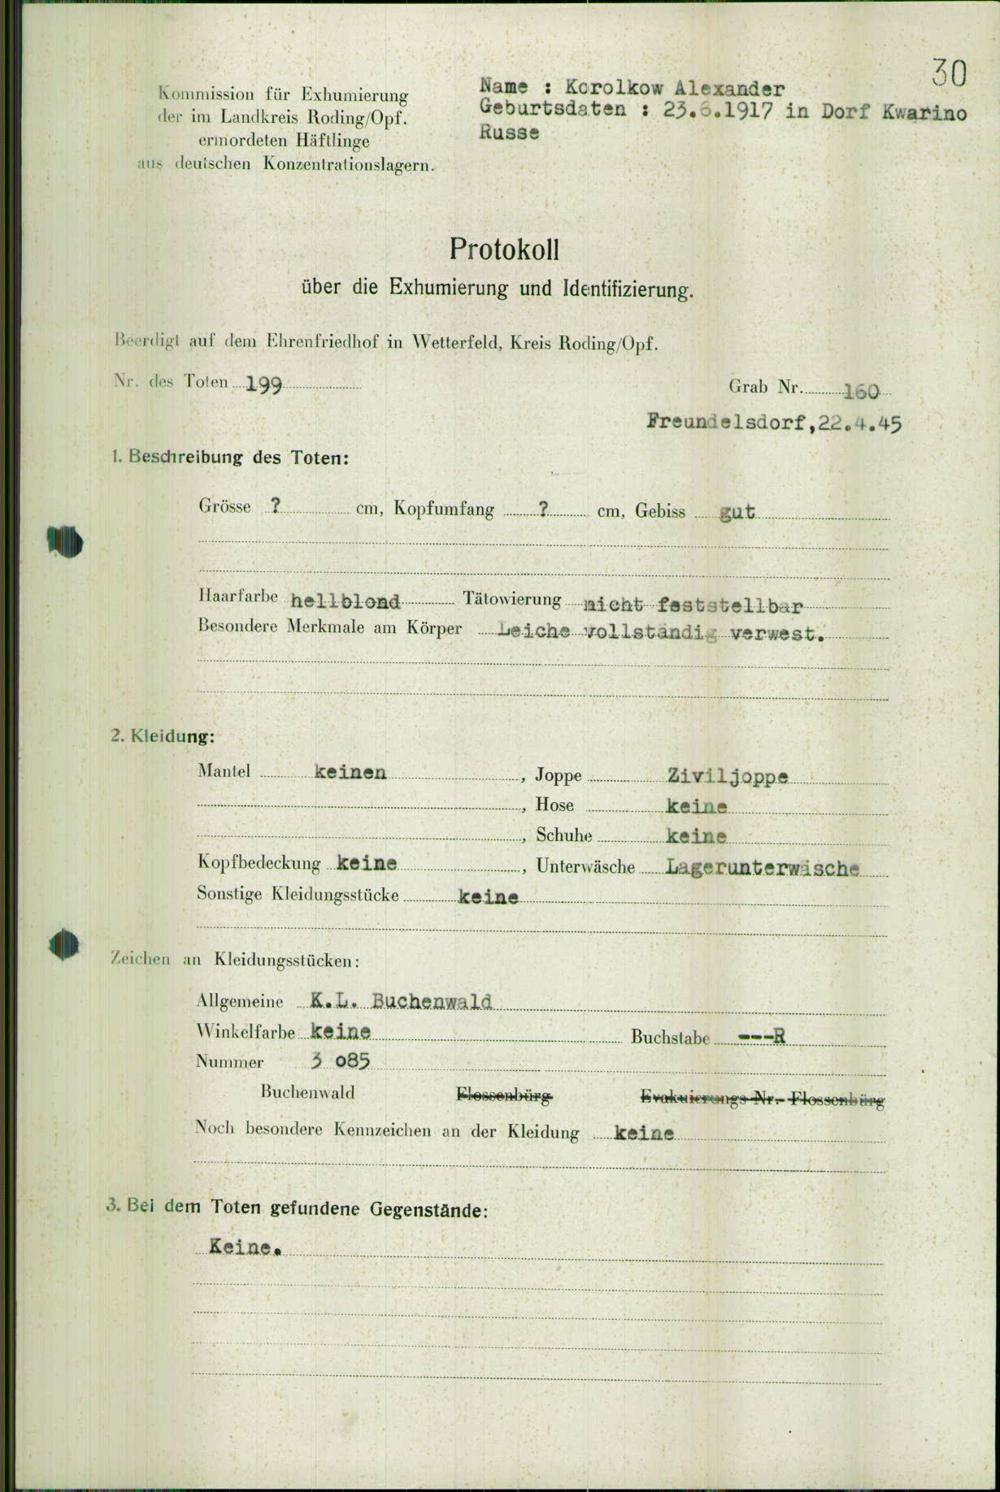 30
Kommission für Exhumierung
der im Landkreis Roding/Opf.
ermordeten Häftlinge
aus deutschen Konzentrationslagern.
Name : Korolkow Alexander
Geburtsdaten : 23.6.1917 in Dorf Kwarino
Russe
Protokoll
über die Exhumierung und Identifizierung.
Beerdigt auf dem Ehrenfriedhof in Wetterfeld, Kreis Roding/Opf.
Nr. des Toten 199 Grab Nr. 160
Freundelsdorf,22.4.45
1. Beschreibung des Toten:
Grösse ? cm, Kopfumfang ? cm, Gebiss gut
Haarfarbe hellblond Tätowierung nicht feststellbar
Besondere Merkmale am Körper Leiche vollständig verwest.
2. Kleidung:
Mantel keinen , Joppe Ziviljoppe
, Hose keine
, Schuhe keine
Kopfbedeckung keine , Unterwäsche Lagerunterwäsche
Sonstige Kleidungsstücke keine
Zeichen an Kleidungsstücken:
Allgemeine K.L. Buchenwald
Winkelfarbe keine Buchstabe ---R
Nummer 3 085
Buchenwald Flossenbürg Evakuierungs-Nr.- Flossenbürg
Noch besondere Kennzeichen an der Kleidung keine
3. Bei dem Toten gefundene Gegenstände:
Keine.